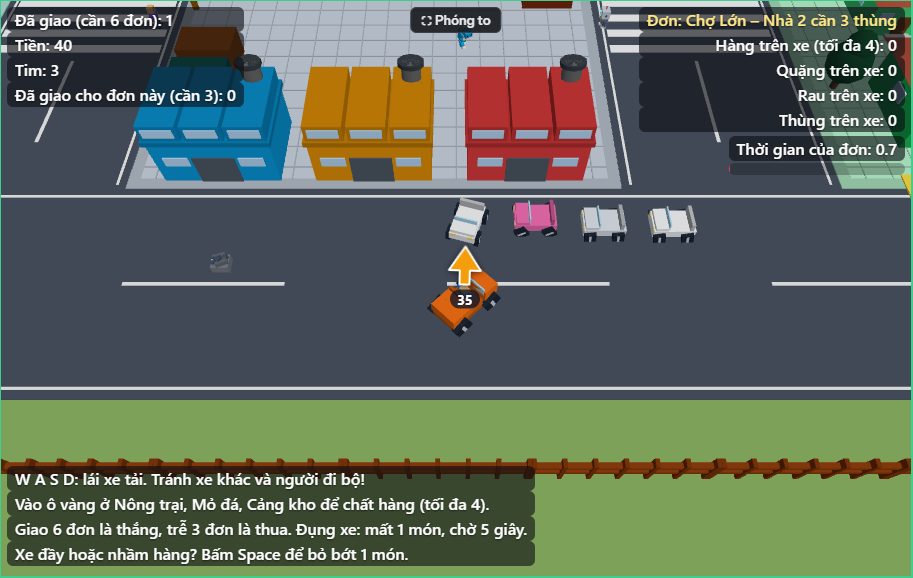 Đã giao (cần 6 đơn): 1
Tiền: 40
Tim: 3
Đã giao cho đơn này (cần 3): 0
Phóng to
Đơn: Chợ Lớn – Nhà 2 cần 3 thùng
Hàng trên xe (tối đa 4): 0
Quặng trên xe: 0
Rau trên xe: 0
Thùng trên xe: 0
Thời gian của đơn: 0.7
35
W A S D: lái xe tải. Tránh xe khác và người đi bộ!
Vào ô vàng ở Nông trại, Mỏ đá, Cảng kho để chất hàng (tối đa 4).
Giao 6 đơn là thắng, trễ 3 đơn là thua. Đụng xe: mất 1 món, chờ 5 giây.
Xe đầy hoặc nhầm hàng? Bấm Space để bỏ bớt 1 món.